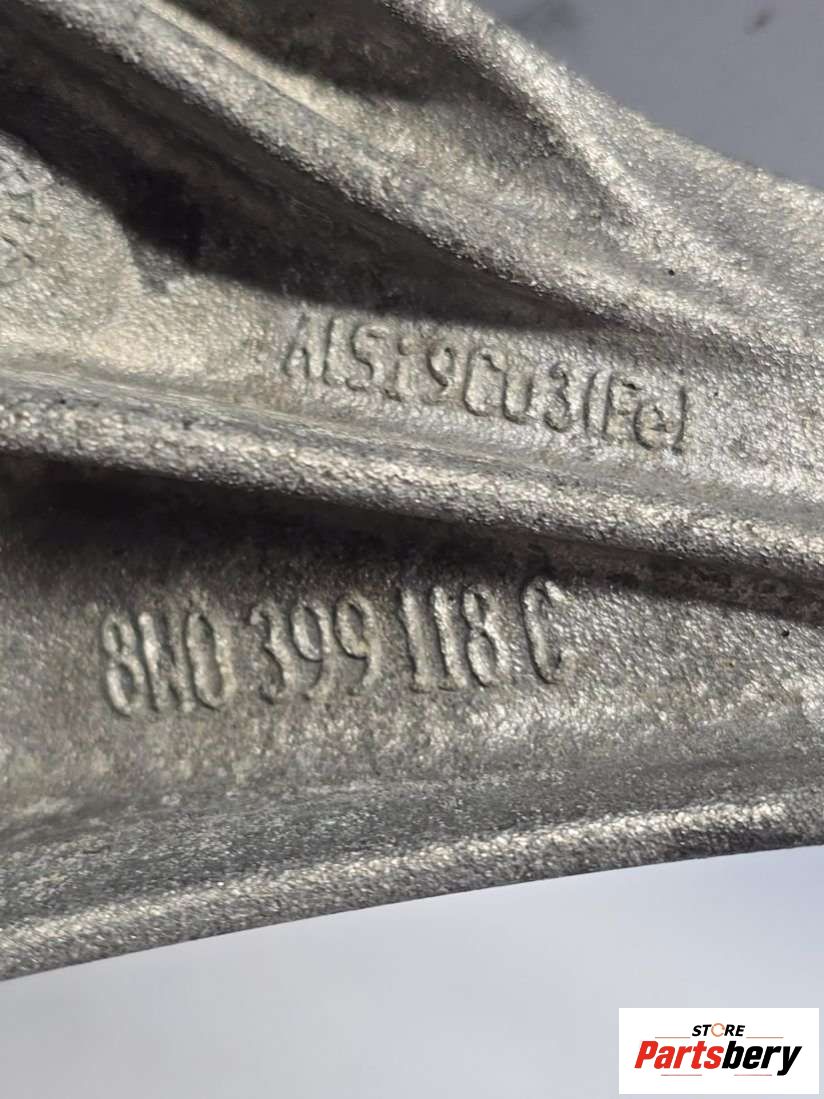 AlSi9Cu3(Fe)
8N0 399 118 C
STORE
Partsbery